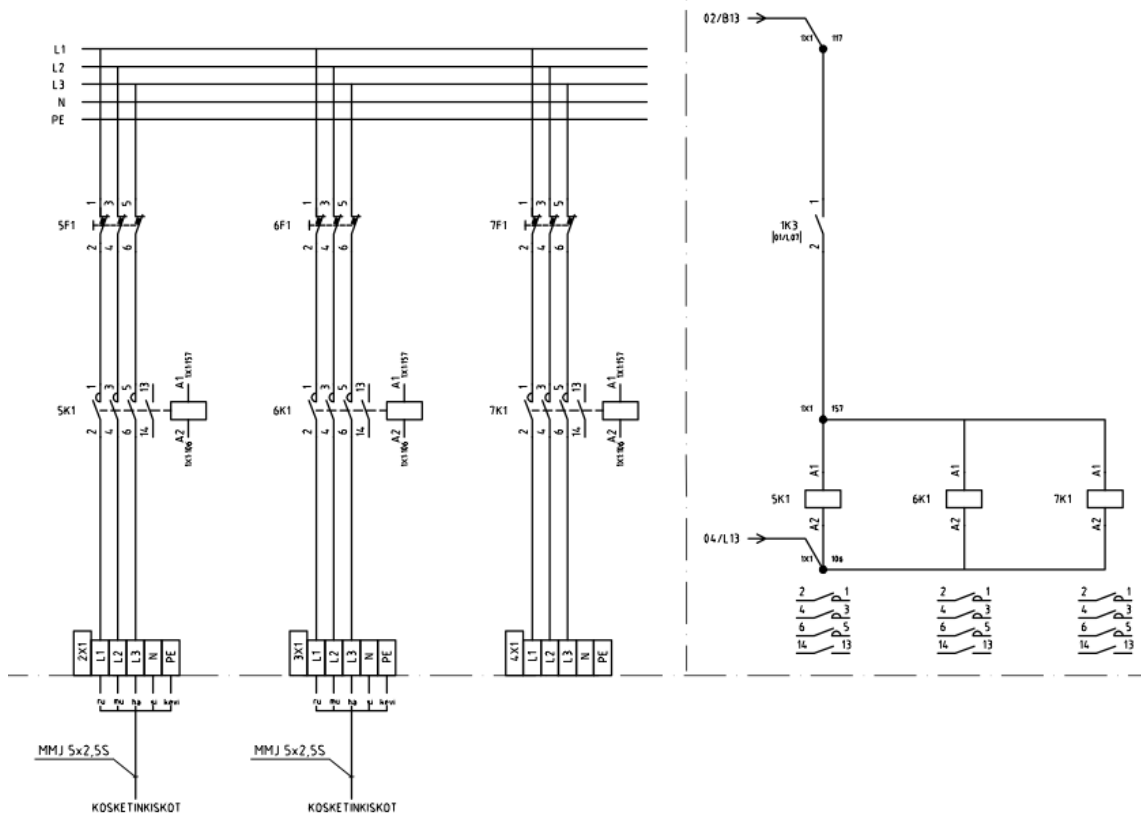 L1
L2
L3
N
PE
02/B13
1X1 117
1 3 5
5F1
2 4 6
1 3 5
6F1
2 4 6
1 3 5
7F1
2 4 6
1
1K3
[01/L07]
2
1 3 5 13 A1 1X1:157
5K1
2 4 6 14 A2 1X1:106
1 3 5 13 A1 1X1:157
6K1
2 4 6 14 A2 1X1:106
1 3 5 13 A1 1X1:157
7K1
2 4 6 14 A2 1X1:106
1X1 157
A1
5K1
A2
A1
6K1
A2
A1
7K1
A2
04/L13
1X1 106
2 1
4 3
6 5
14 13
2 1
4 3
6 5
14 13
2 1
4 3
6 5
14 13
2X1 L1 L2 L3 N PE
3X1 L1 L2 L3 N PE
4X1 L1 L2 L3 N PE
ru mu ha si kevi
ru mu ha si kevi
MMJ 5x2,5S
MMJ 5x2,5S
KOSKETINKISKOT
KOSKETINKISKOT